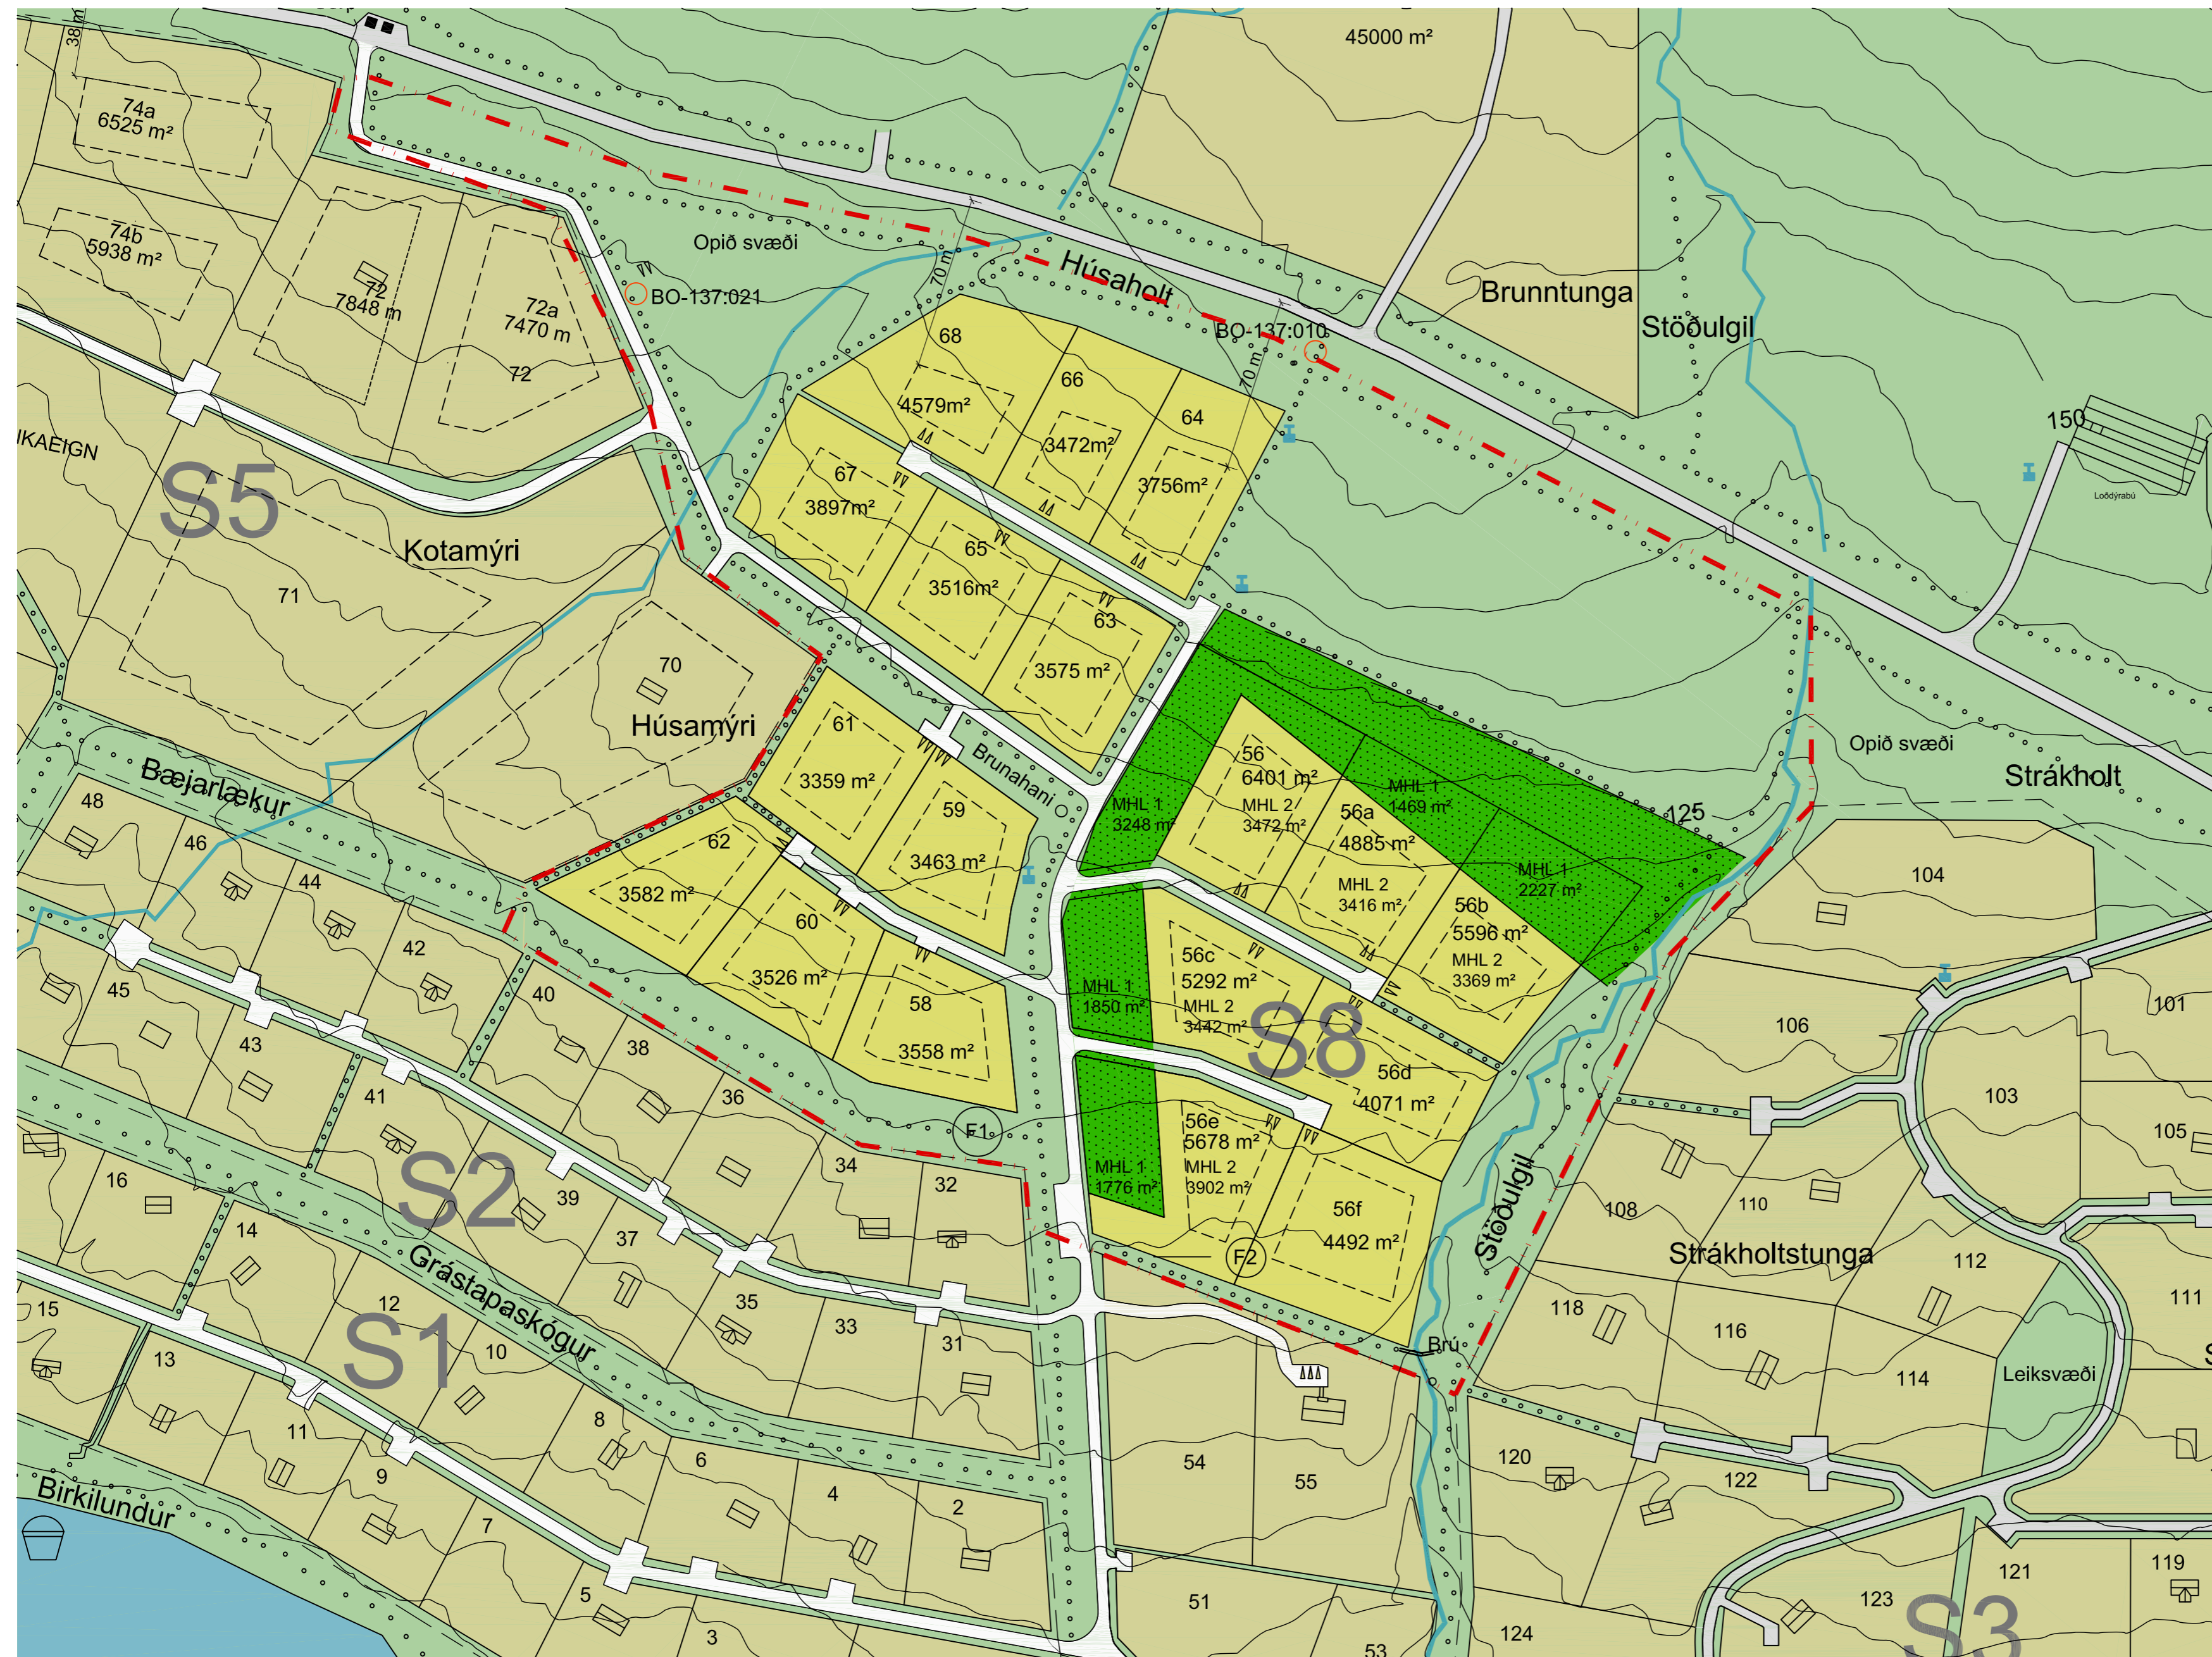 38 m
45000 m²
74a
6525 m²
74b
5938 m²
72
7848 m
72a
7470 m
72
Opið svæði
BO-137:021
70 m
Húsaholt
BO-137:010
70 m
Brunntunga
Stöðulgil
150
Loðdýrabú
68
4579m²
66
3472m²
64
3756m²
67
3897m²
65
3516m²
63
3575 m²
S5
Kotamýri
71
70
Húsamýri
61
3359 m²
59
3463 m²
Brunahani
62
3582 m²
60
3526 m²
58
3558 m²
MHL 1
3248 m²
56
6401 m²
MHL 2
3472 m²
MHL 1
1469 m²
56a
4885 m²
MHL 2
3416 m²
MHL 1
2227 m²
56b
5596 m²
MHL 2
3369 m²
125
Opið svæði
Strákholt
104
Bæjarlækur
48
46
44
42
40
38
36
34
32
45
43
41
39
37
35
33
31
MHL 1
1850 m²
56c
5292 m²
MHL 2
3442 m²
S8
56d
4071 m²
56e
5678 m²
MHL 2
3902 m²
MHL 1
1776 m²
56f
4492 m²
F1
F2
Stöðulgil
Brú
106
101
103
105
108
110
112
111
Strákholtstunga
118
116
114
Leiksvæði
S2
S1
Grástapaskógur
16
14
12
10
8
6
4
2
15
13
11
9
7
5
3
Birkilundur
54
55
51
53
120
122
124
123
121
119
S3